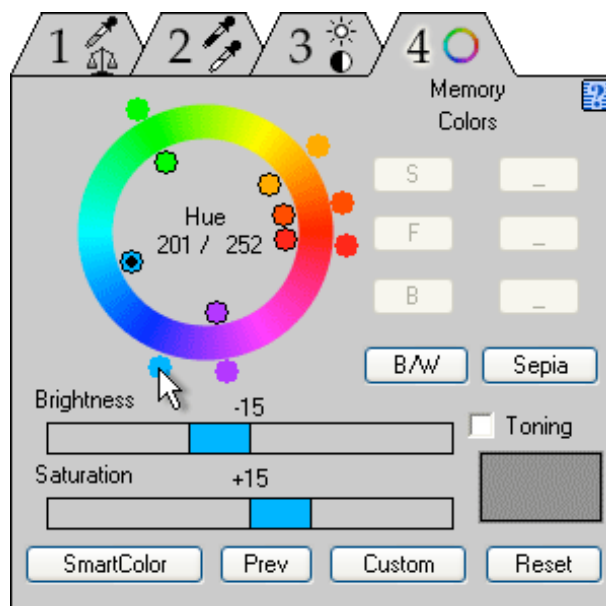 1 2 3 4
Memory
Colors
?
S _
Hue
201 / 252
F _
B _
B/W Sepia
Brightness
-15
Toning
Saturation
+15
SmartColor Prev Custom Reset